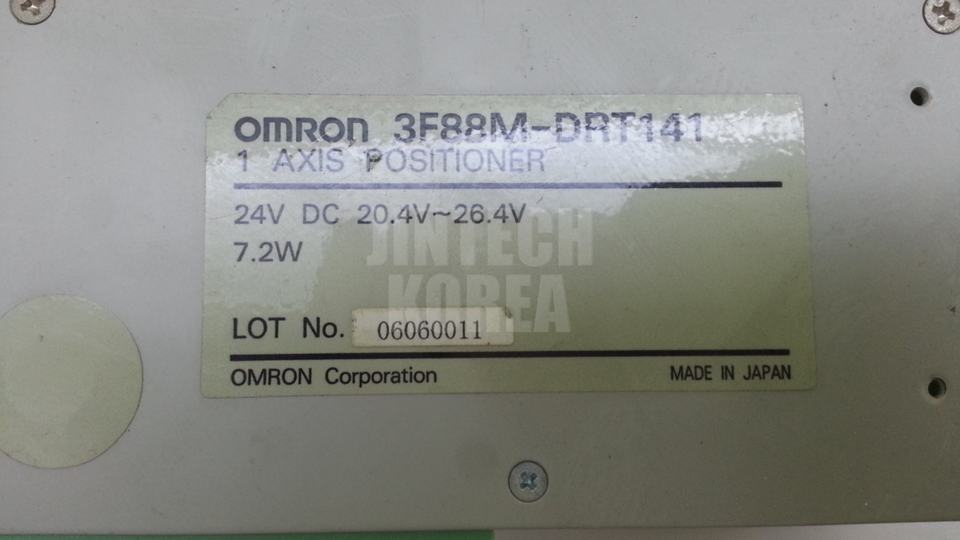 OMRON 3F88M-DRT141
1 AXIS POSITIONER
24V DC 20.4V~26.4V
7.2W
JINTECH
KOREA
LOT No. 06060011
OMRON Corporation MADE IN JAPAN